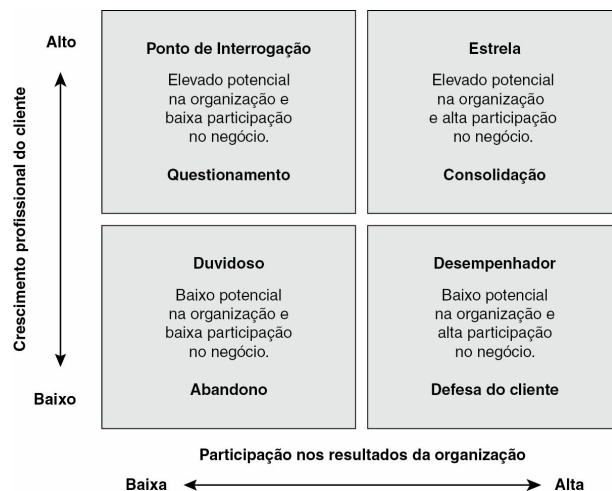 Alto
Ponto de Interrogação
Elevado potencial
na organização e
baixa participação
no negócio.
Questionamento
Estrela
Elevado potencial
na organização
e alta participação
no negócio.
Consolidação
Crescimento profissional do cliente
Duvidoso
Baixo potencial
na organização e
baixa participação
no negócio.
Abandono
Desempenhador
Baixo potencial
na organização e
alta participação
no negócio.
Defesa do cliente
Baixo
Participação nos resultados da organização
Baixa
Alta